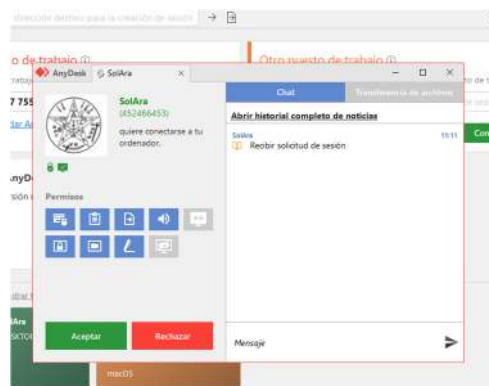 dirección destino para la creación de sesión
o de trabajo
Otro puesto de trabajo
AnyDesk
SolAra
SolAra
(452466453)
quiere conectarse a tu
ordenador.
Permisos
Aceptar
Rechazar
Chat
Transferencia de archivos
Abrir historial completo de noticias
SolAra
11:11
Recibir solicitud de sesión
Mensaje
7 755
Con
macOS